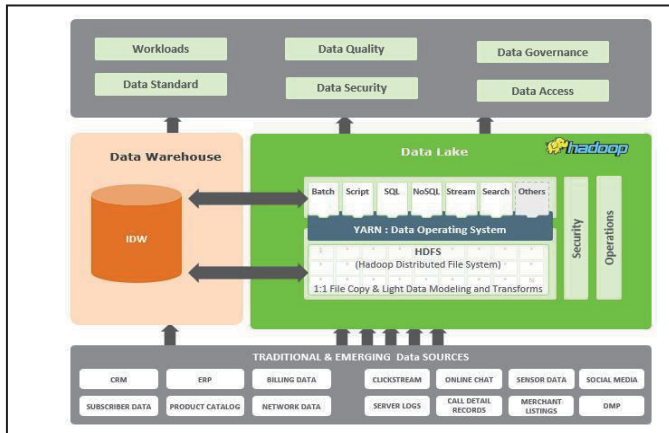 Workloads
Data Quality
Data Governance
Data Standard
Data Security
Data Access
Data Warehouse
IDW
Data Lake
hadoop
Batch
Script
SQL
NoSQL
Stream
Search
Others
YARN : Data Operating System
HDFS
(Hadoop Distributed File System)
1:1 File Copy & Light Data Modeling and Transforms
Security
Operations
TRADITIONAL & EMERGING Data SOURCES
CRM
ERP
BILLING DATA
CLICKSTREAM
ONLINE CHAT
SENSOR DATA
SOCIAL MEDIA
SUBSCRIBER DATA
PRODUCT CATALOG
NETWORK DATA
SERVER LOGS
CALL DETAIL
RECORDS
MERCHANT
LISTINGS
DMP